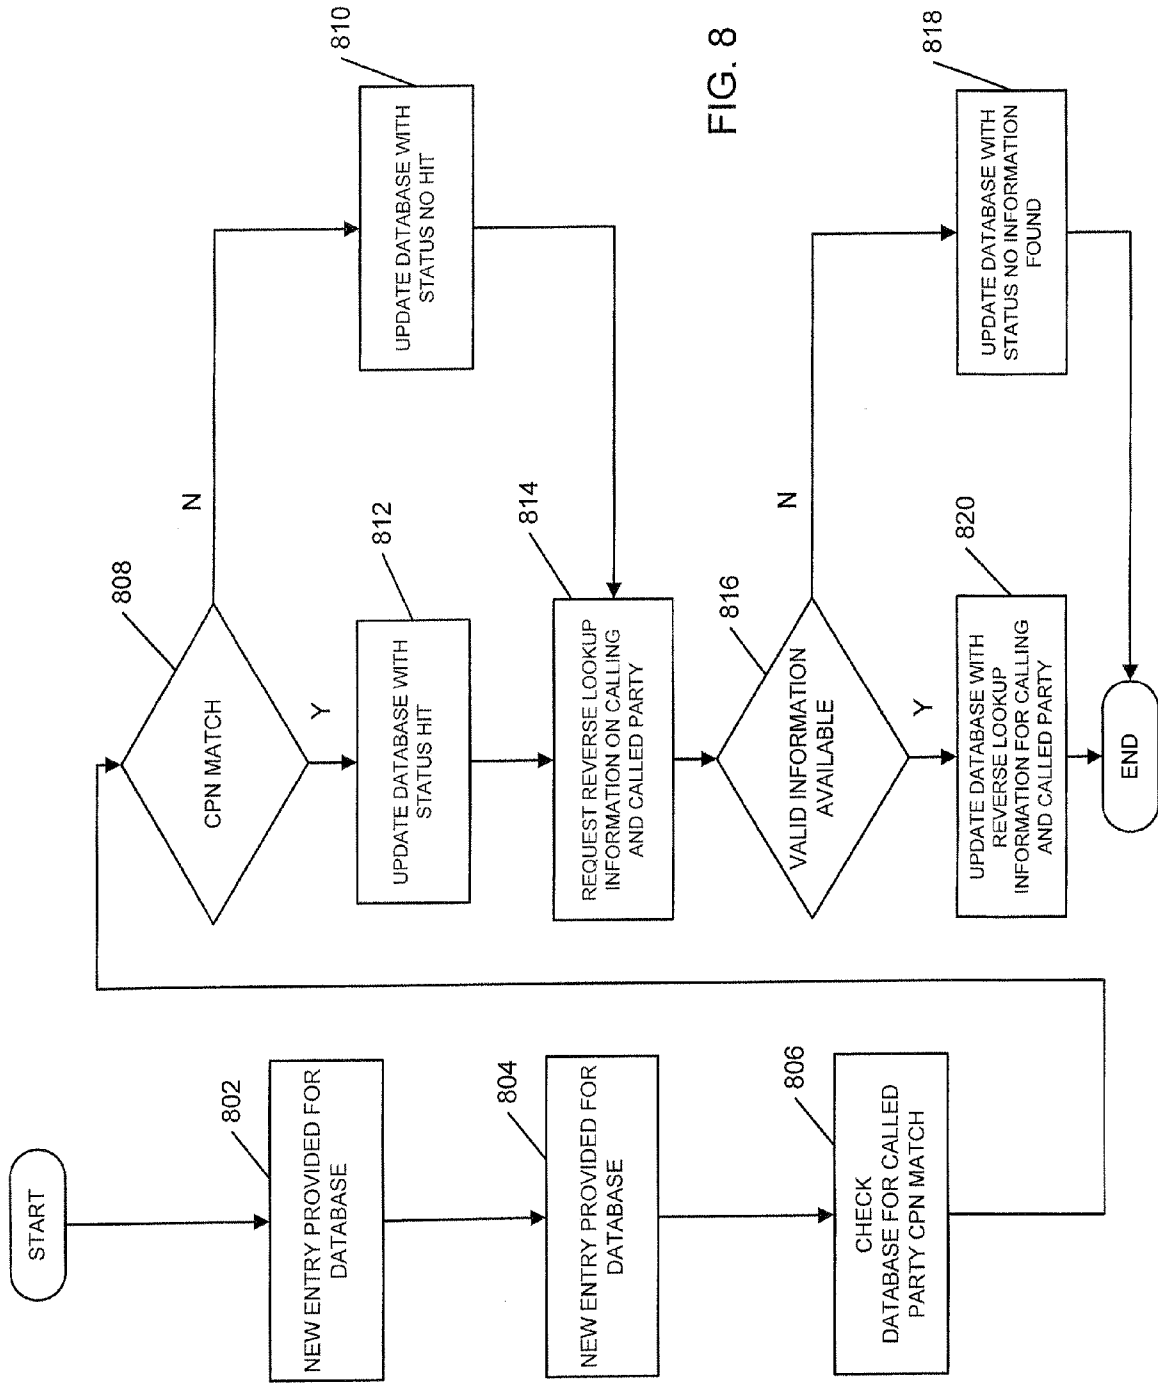 START
802
NEW ENTRY PROVIDED FOR
DATABASE
804
NEW ENTRY PROVIDED FOR
DATABASE
806
CHECK
DATABASE FOR CALLED
PARTY CPN MATCH
808
CPN MATCH
N
Y
810
UPDATE DATABASE WITH
STATUS NO HIT
812
UPDATE DATABASE WITH
STATUS HIT
814
REQUEST REVERSE LOOKUP
INFORMATION ON CALLING
AND CALLED PARTY
816
VALID INFORMATION
AVAILABLE
N
Y
818
UPDATE DATABASE WITH
STATUS NO INFORMATION
FOUND
820
UPDATE DATABASE WITH
REVERSE LOOKUP
INFORMATION FOR CALLING
AND CALLED PARTY
END
FIG. 8